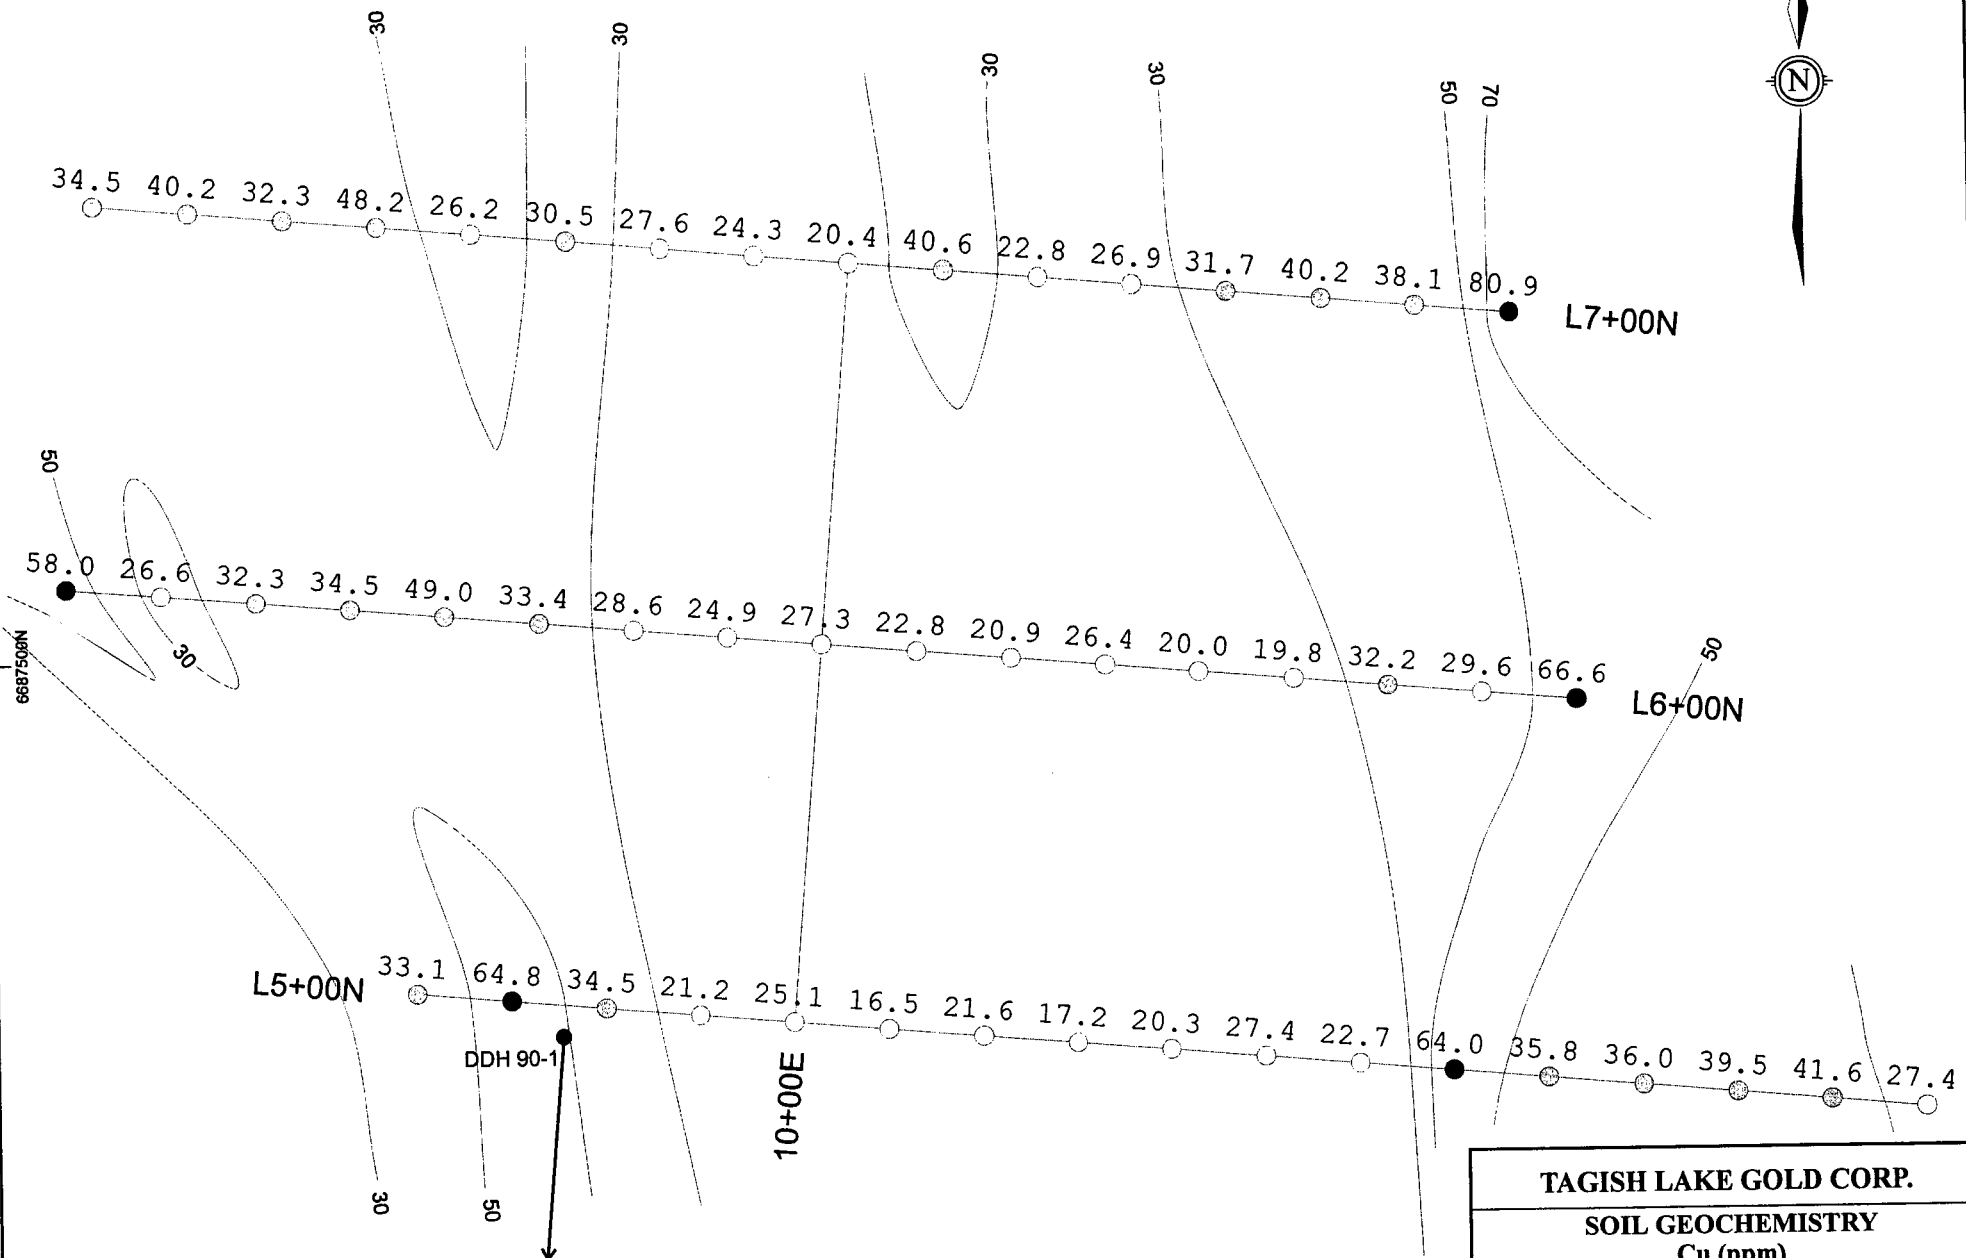 30
30
30
30
50
70
N
34.5 40.2 32.3 48.2 26.2 30.5 27.6 24.3 20.4 40.6 22.8 26.9 31.7 40.2 38.1 80.9
L7+00N
50
58.0 26.6 32.3 34.5 49.0 33.4 28.6 24.9 27.3 22.8 20.9 26.4 20.0 19.8 32.2 29.6 66.6
L6+00N
50
30
6687500N
L5+00N
33.1 64.8 34.5 21.2 25.1 16.5 21.6 17.2 20.3 27.4 22.7 64.0 35.8 36.0 39.5 41.6 27.4
DDH 90-1
10+00E
30
50
TAGISH LAKE GOLD CORP.
SOIL GEOCHEMISTRY
Cu (ppm)